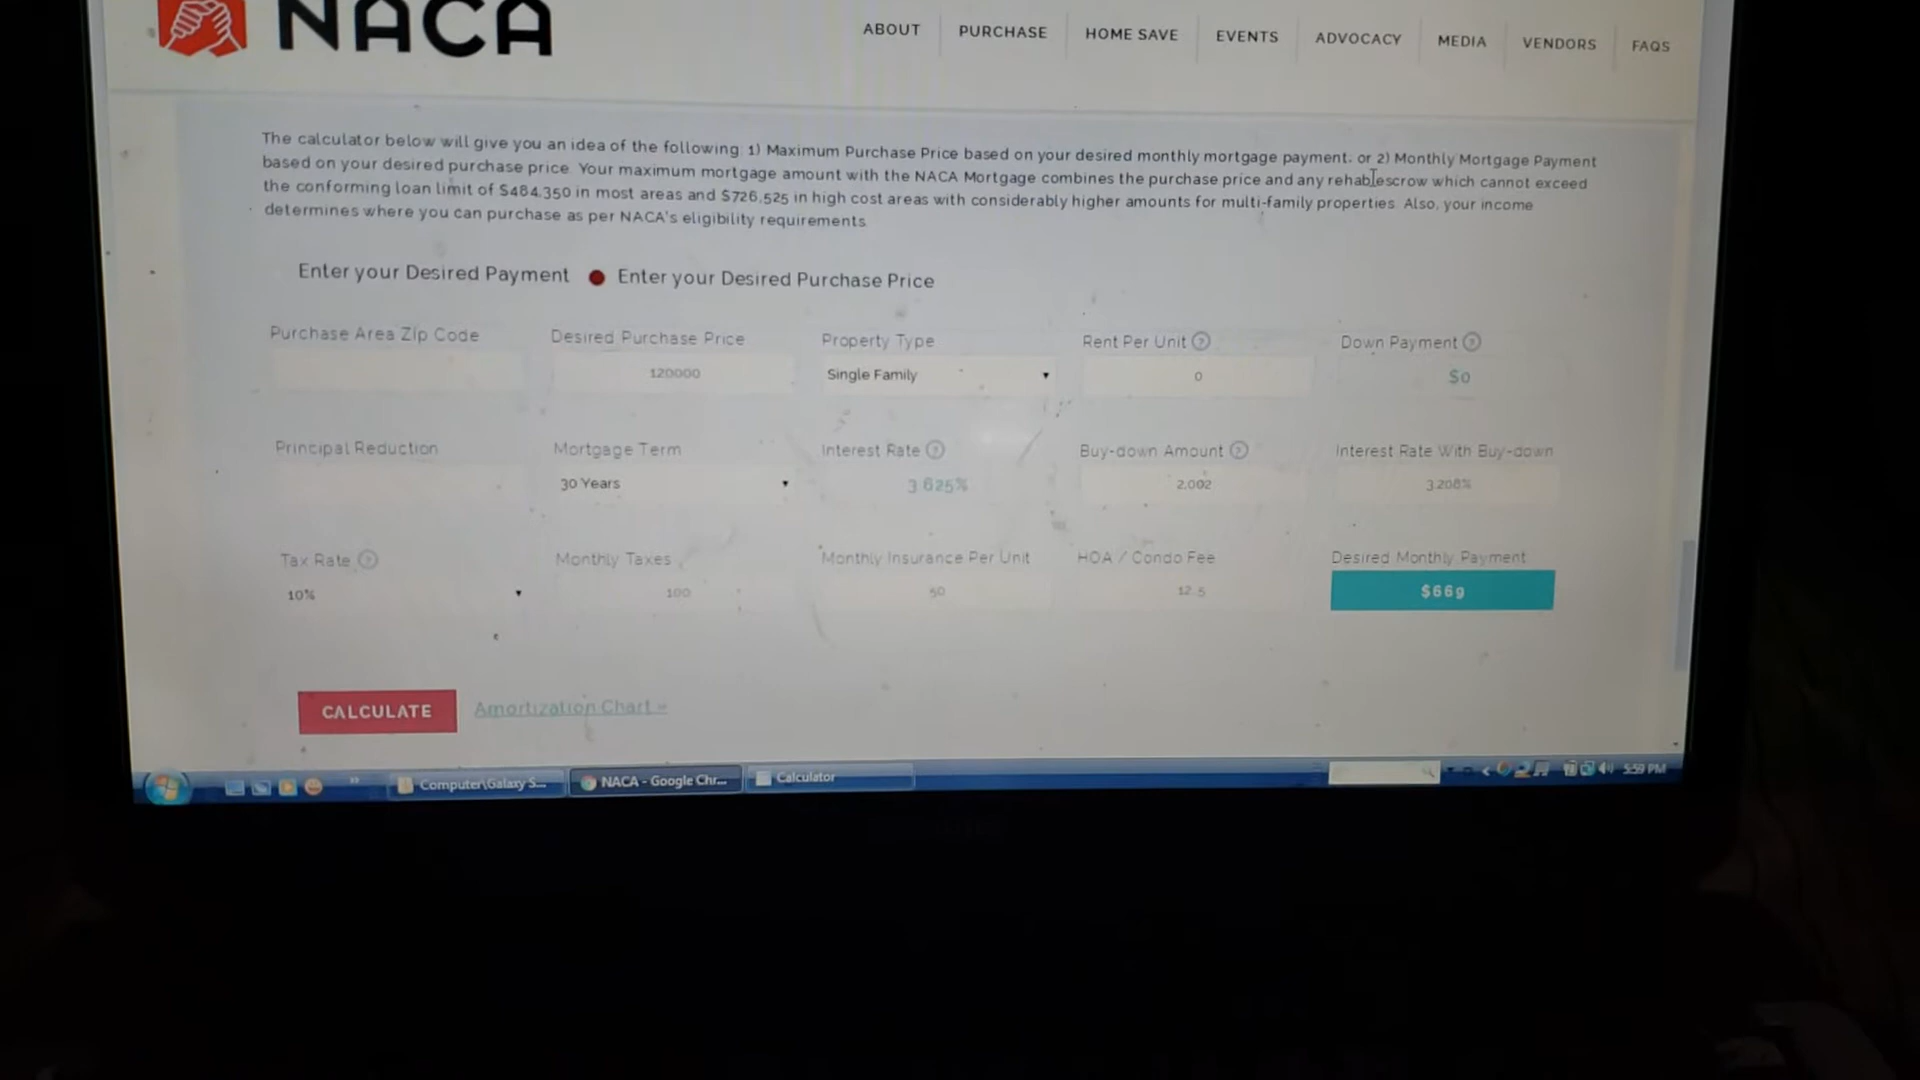 NACA
ABOUT PURCHASE HOME SAVE EVENTS ADVOCACY MEDIA VENDORS FAQS
The calculator below will give you an idea of the following: 1) Maximum Purchase Price based on your desired monthly mortgage payment; or 2) Monthly Mortgage Payment
based on your desired purchase price. Your maximum mortgage amount with the NACA Mortgage combines the purchase price and any rehab escrow which cannot exceed
the conforming loan limit of $484,350 in most areas and $726,525 in high cost areas with considerably higher amounts for multi-family properties. Also, your income
determines where you can purchase as per NACA's eligibility requirements.
Enter your Desired Payment Enter your Desired Purchase Price
Purchase Area Zip Code Desired Purchase Price Property Type Rent Per Unit ? Down Payment ?
120000 Single Family 0 $0
Principal Reduction Mortgage Term Interest Rate ? Buy-down Amount ? Interest Rate With Buy-down
30 Years 3.625% 2,002 3.208%
Tax Rate ? Monthly Taxes Monthly Insurance Per Unit HOA / Condo Fee Desired Monthly Payment
10% 100 50 12.5 $669
CALCULATE Amortization Chart »
Computer\Galaxy S... NACA - Google Chr... Calculator 5:59 PM